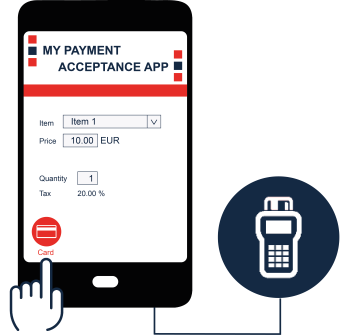 MY PAYMENT
ACCEPTANCE APP
Item Item 1
Price 10.00 EUR
Quantity 1
Tax 20.00 %
Card